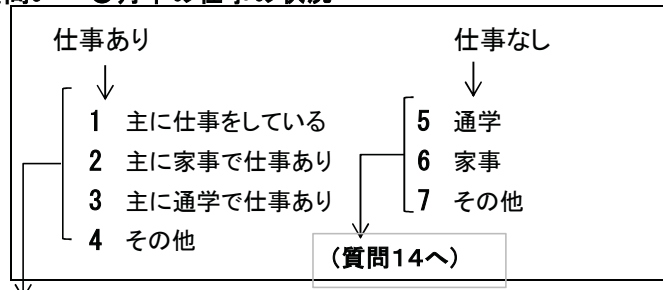 仕事あり 仕事なし
1 主に仕事をしている 5 通学
2 主に家事で仕事あり 6 家事
3 主に通学で仕事あり 7 その他
4 その他
(質問14へ)